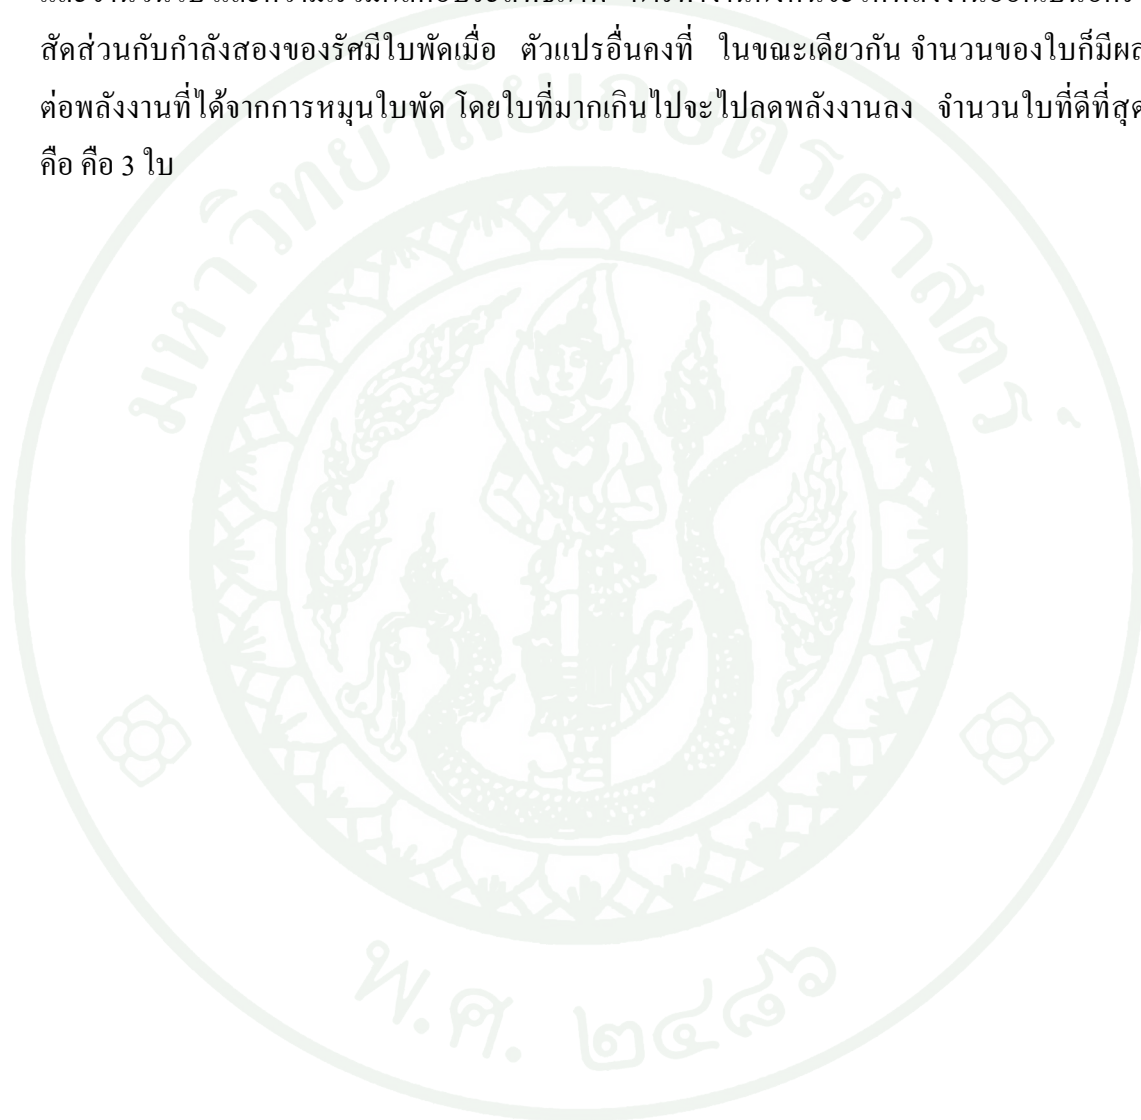 สัดส่วนกับกำลังสองของรัศมีใบพัดเมื่อ ตัวแปรอื่นคงที่ ในขณะเดียวกัน จำนวนของใบก็มีผล
ต่อพลังงานที่ได้จากการหมุนใบพัด โดยใบที่มากเกินไปจะไปลดพลังงานลง จำนวนใบที่ดีที่สุด
คือ คือ 3 ใบ
มหาวิทยาลัยเกษตรศาสตร์
พ.ศ. ๒๔๘๖